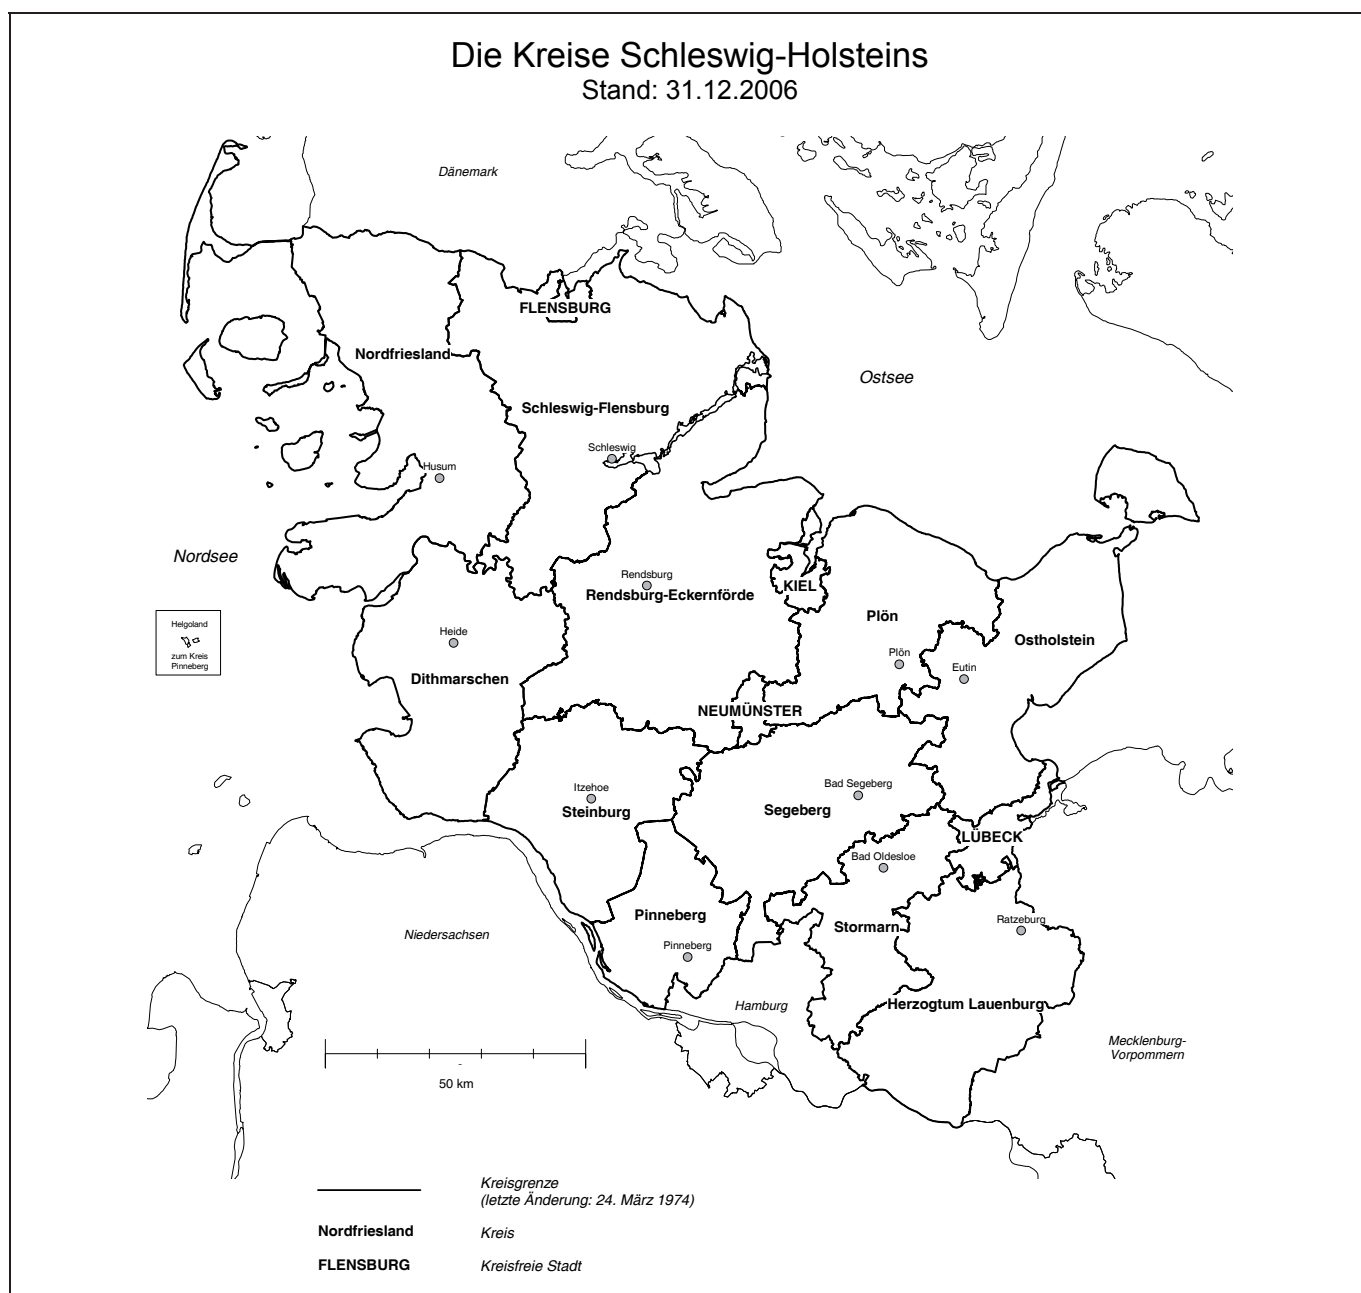 Die Kreise Schleswig-Holsteins
Stand: 31.12.2006
Dänemark
FLENSBURG
Nordfriesland
Ostsee
Schleswig-Flensburg
Schleswig
Husum
Nordsee
Rendsburg
Rendsburg-Eckernförde
KIEL
Plön
Helgoland
zum Kreis
Pinneberg
Heide
Ostholstein
Plön
Eutin
Dithmarschen
NEUMÜNSTER
Itzehoe
Steinburg
Bad Segeberg
Segeberg
LÜBECK
Bad Oldesloe
Pinneberg
Stormarn
Ratzeburg
Niedersachsen
Pinneberg
Hamburg
Herzogtum Lauenburg
Mecklenburg-
Vorpommern
50 km
Kreisgrenze
(letzte Änderung: 24. März 1974)
Nordfriesland Kreis
FLENSBURG Kreisfreie Stadt